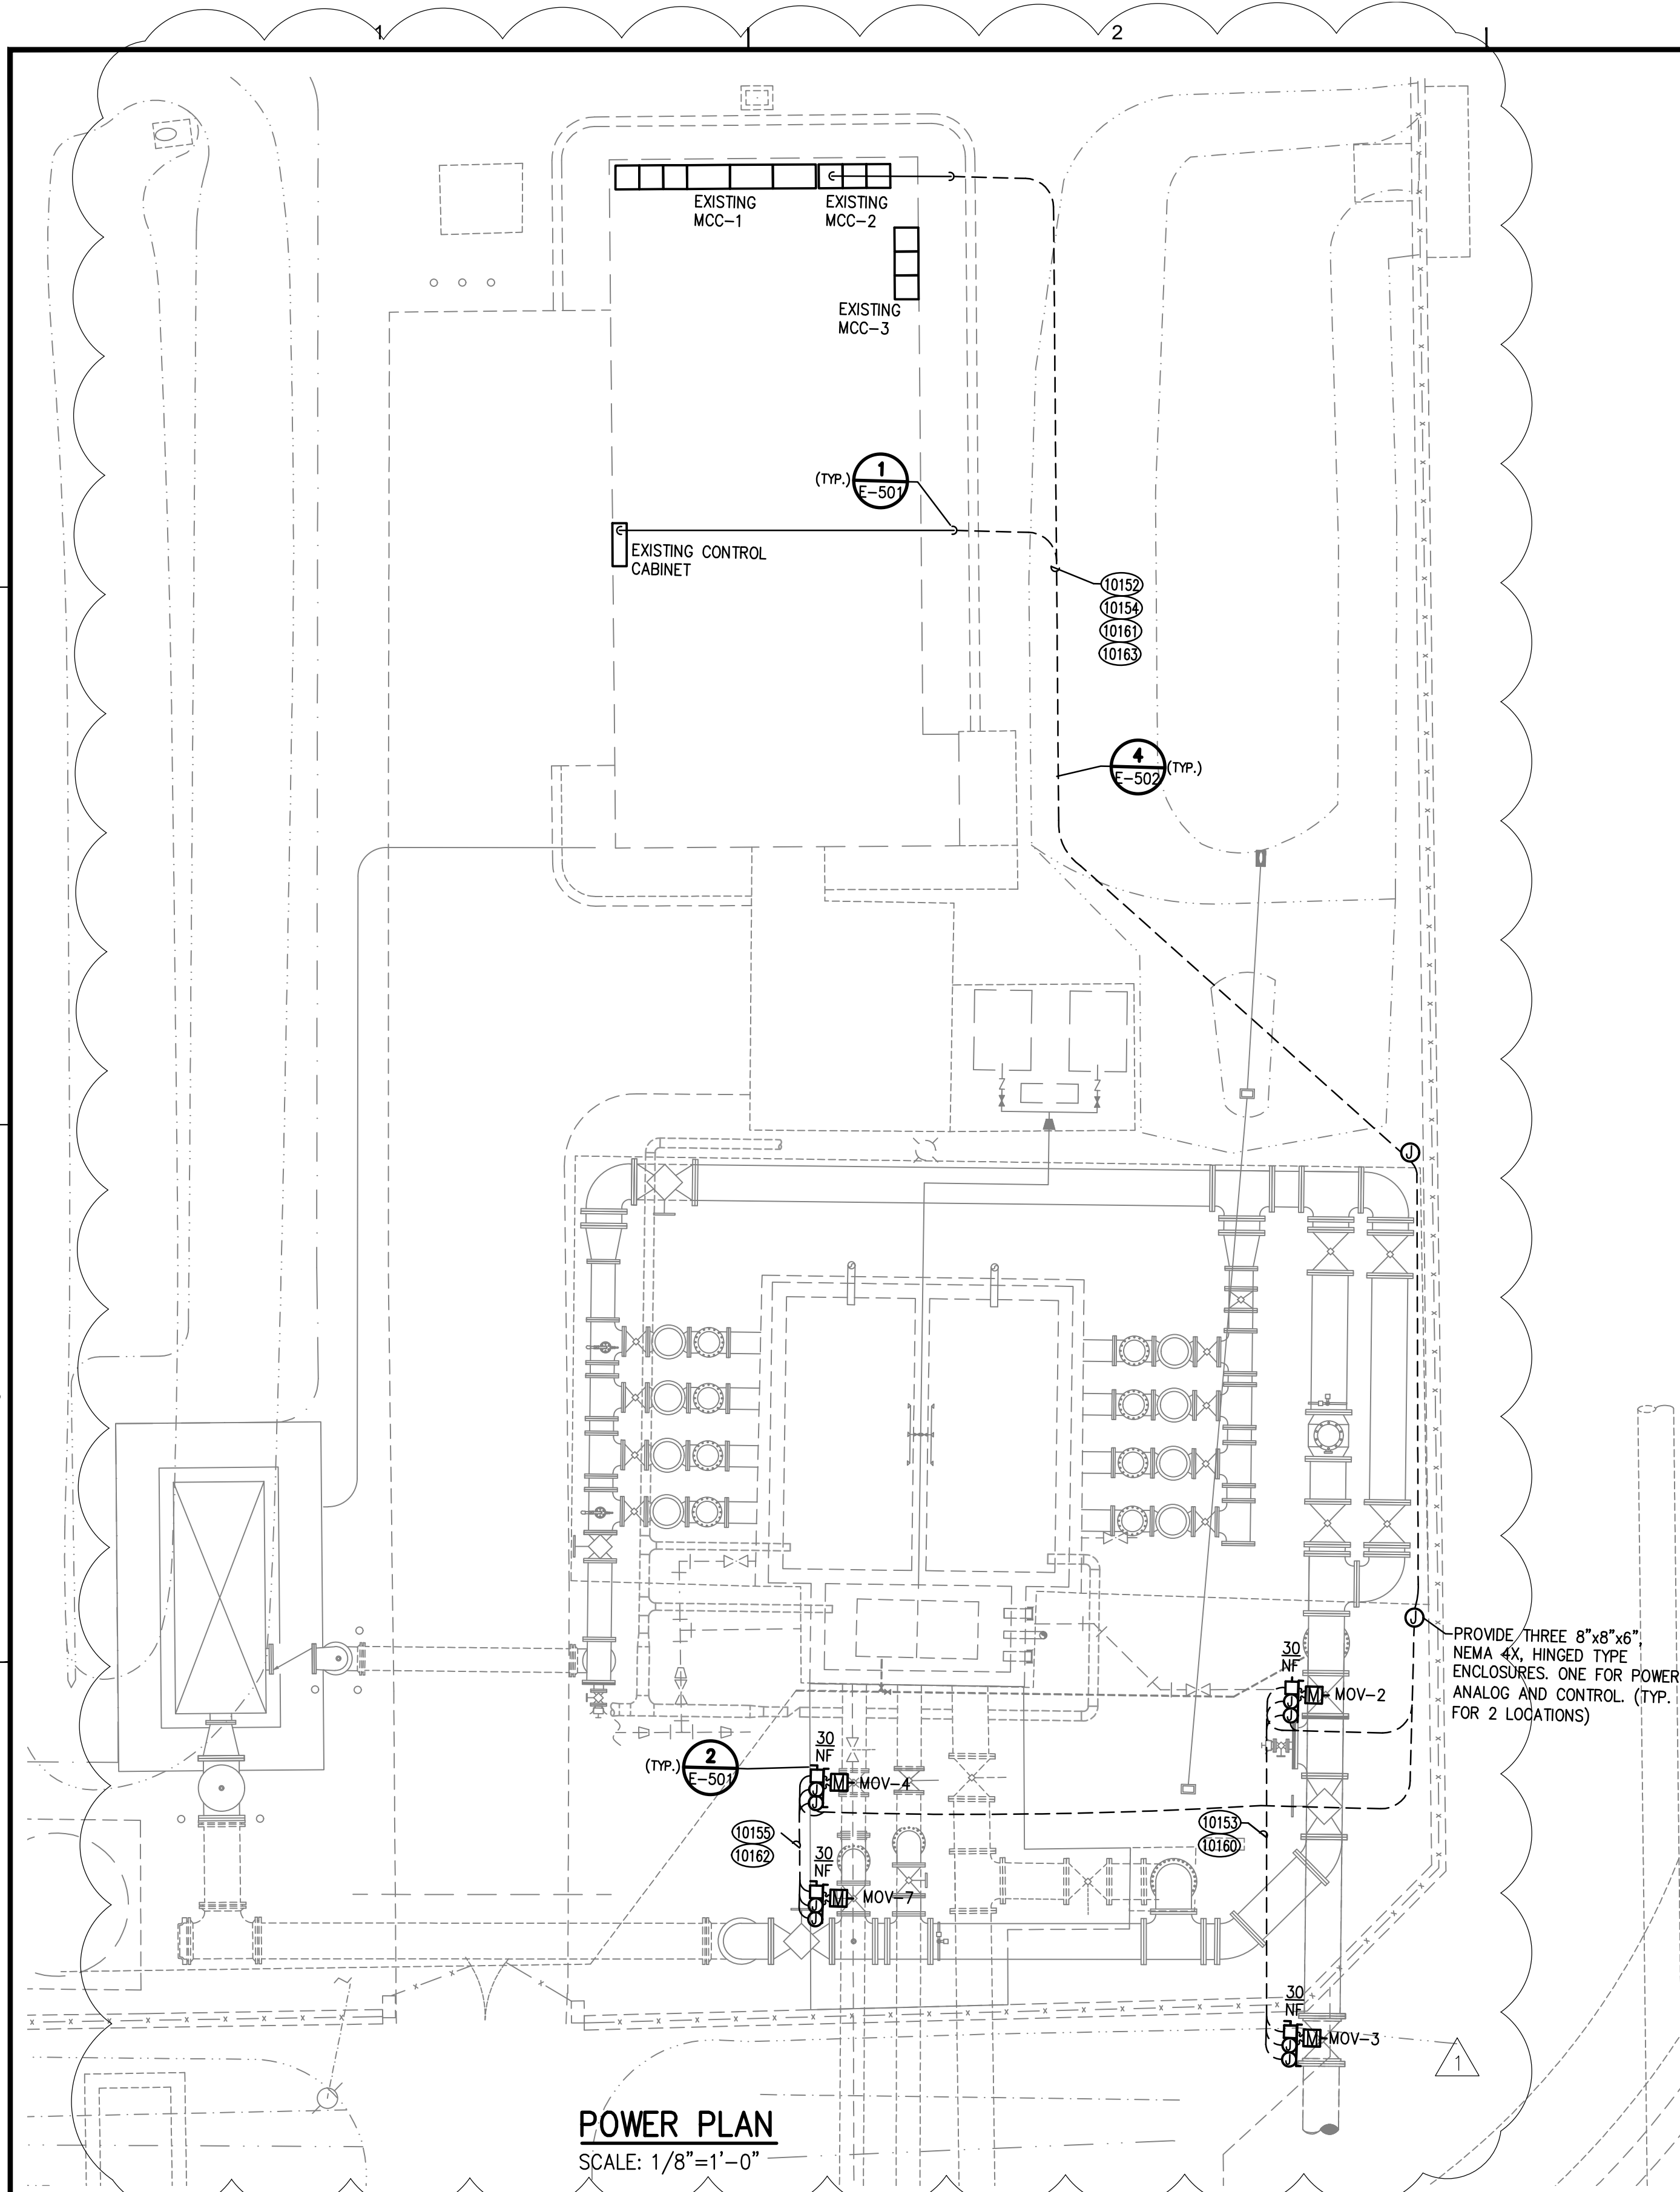 1
2
EXISTING
MCC-1
EXISTING
MCC-2
EXISTING
MCC-3
(TYP.)
1
E-501
EXISTING CONTROL
CABINET
10152
10154
10161
10163
4
E-502
(TYP.)
J
J
PROVIDE THREE 8"x8"x6",
NEMA 4X, HINGED TYPE
ENCLOSURES. ONE FOR POWER
ANALOG AND CONTROL. (TYP.
FOR 2 LOCATIONS)
30
NF
M
MOV-2
J
J
30
NF
(TYP.)
2
E-501
M
MOV-4
J
J
10155
10162
10153
10160
30
NF
M
MOV-7
J
J
30
NF
M
MOV-3
J
J
1
POWER PLAN
SCALE: 1/8"=1'-0"